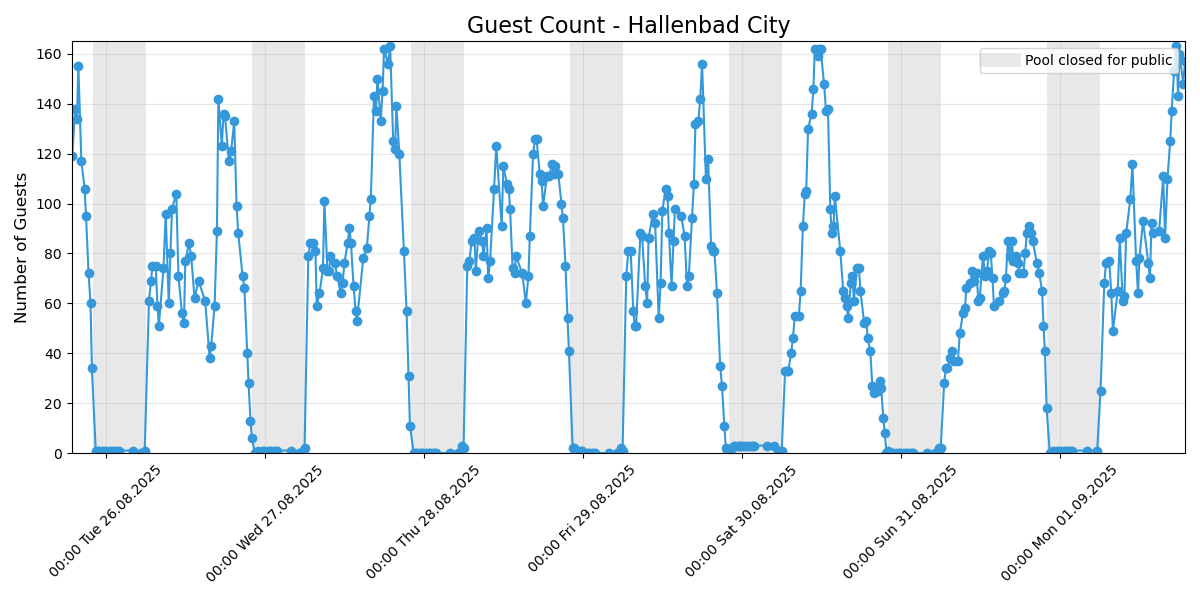 Guest Count - Hallenbad City
Pool closed for public
Number of Guests
160
140
120
100
80
60
40
20
0
00:00 Tue 26.08.2025
00:00 Wed 27.08.2025
00:00 Thu 28.08.2025
00:00 Fri 29.08.2025
00:00 Sat 30.08.2025
00:00 Sun 31.08.2025
00:00 Mon 01.09.2025